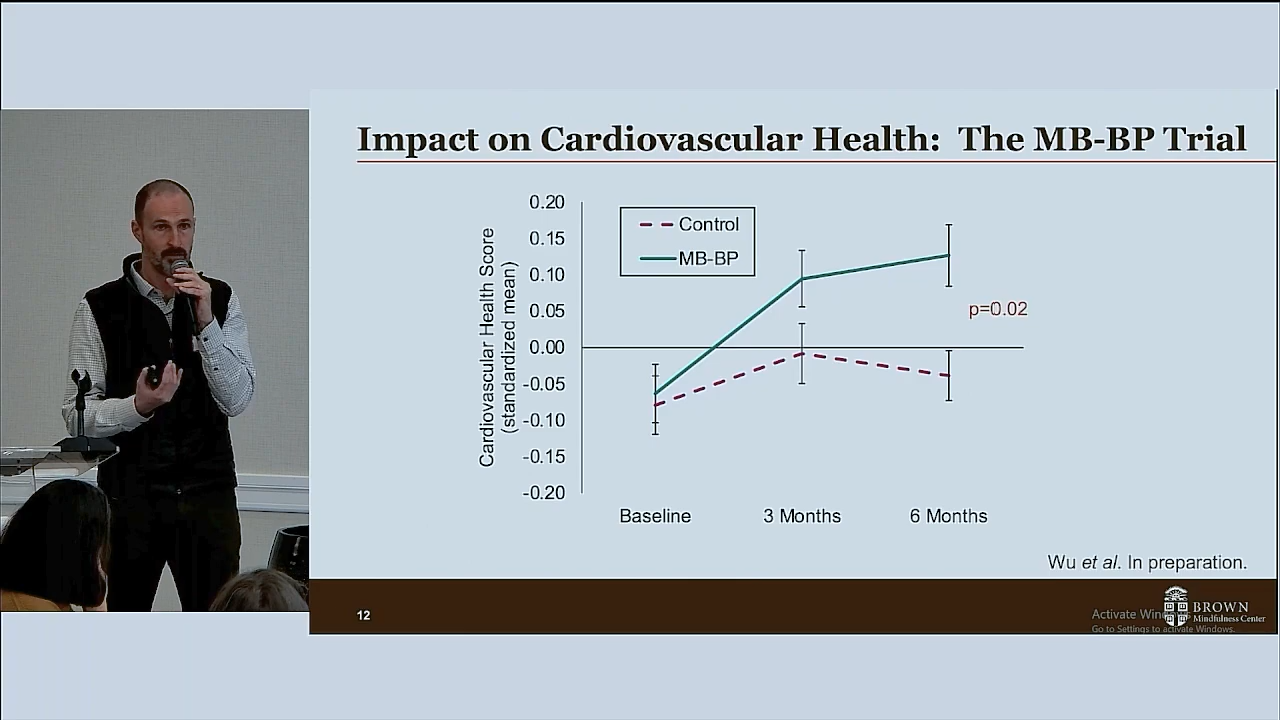 Impact on Cardiovascular Health: The MB-BP Trial
Cardiovascular Health Score
(standardized mean)
0.20
0.15
0.10
0.05
0.00
-0.05
-0.10
-0.15
-0.20
Control
MB-BP
p=0.02
Baseline 3 Months 6 Months
Wu et al. In preparation.
12
Activate Win
Go to Settings to activate Windows.
BROWN
Mindfulness Center